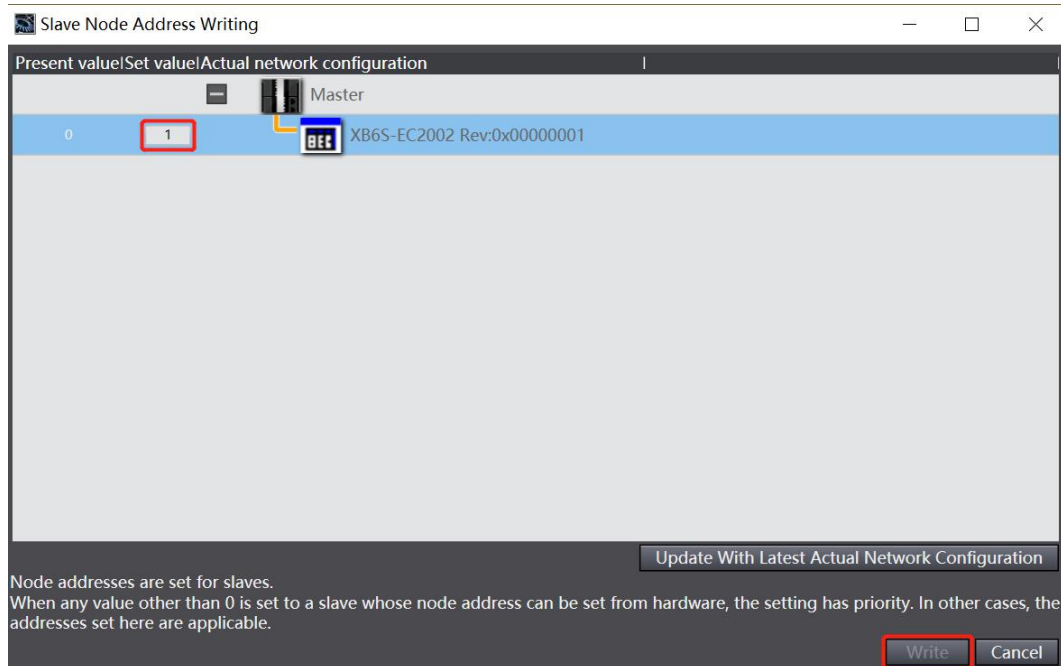 Slave Node Address Writing
Present value|Set value|Actual network configuration
Master
0 1 XB6S-EC2002 Rev:0x00000001
Update With Latest Actual Network Configuration
Node addresses are set for slaves.
When any value other than 0 is set to a slave whose node address can be set from hardware, the setting has priority. In other cases, the
addresses set here are applicable.
Write Cancel